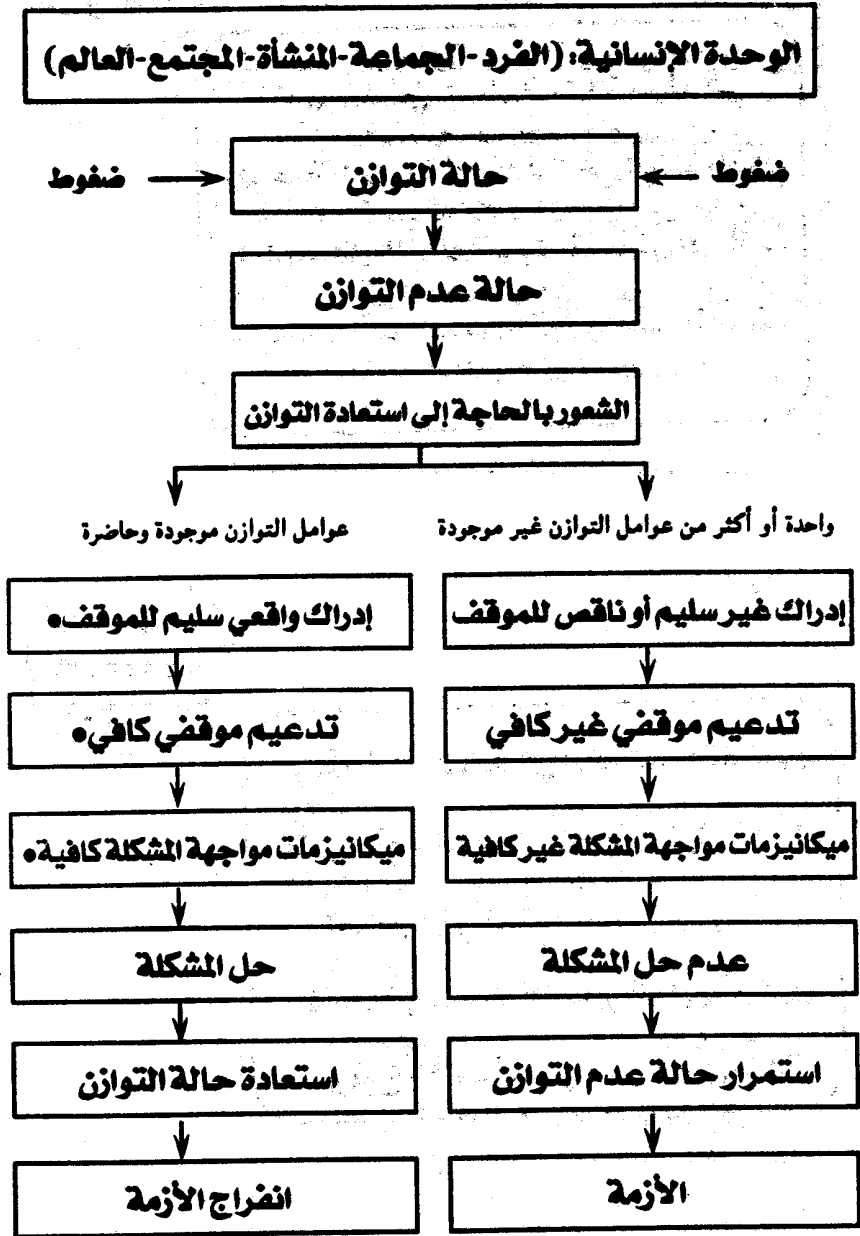 الوحدة الإنسانية: (الفرد-الجماعة-المنشأة-المجتمع-العالم)
ضغوط
حالة التوازن
ضغوط
حالة عدم التوازن
الشعور بالحاجة إلى استعادة التوازن
واحدة أو أكثر من عوامل التوازن غير موجودة
عوامل التوازن موجودة وحاضرة
إدراك غير سليم أو ناقص للموقف
إدراك واقعي سليم للموقف●
تدعيم موقفي غير كافي
تدعيم موقفي كافي●
ميكانيزمات مواجهة المشكلة غير كافية
ميكانيزمات مواجهة المشكلة كافية●
عدم حل المشكلة
حل المشكلة
استمرار حالة عدم التوازن
استعادة حالة التوازن
الأزمة
انفراج الأزمة